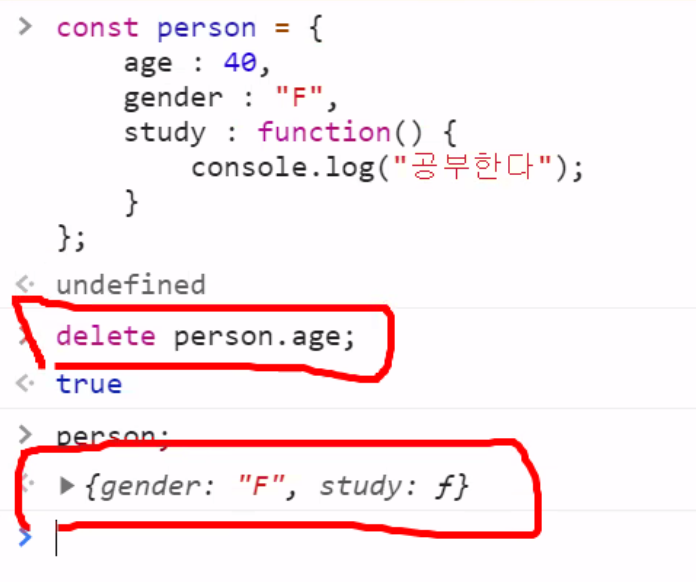 > const person = {
age : 40,
gender : "F",
study : function() {
console.log("공부한다");
}
};
<· undefined
> delete person.age;
<· true
> person;
<· ▶{gender: "F", study: ƒ}
>